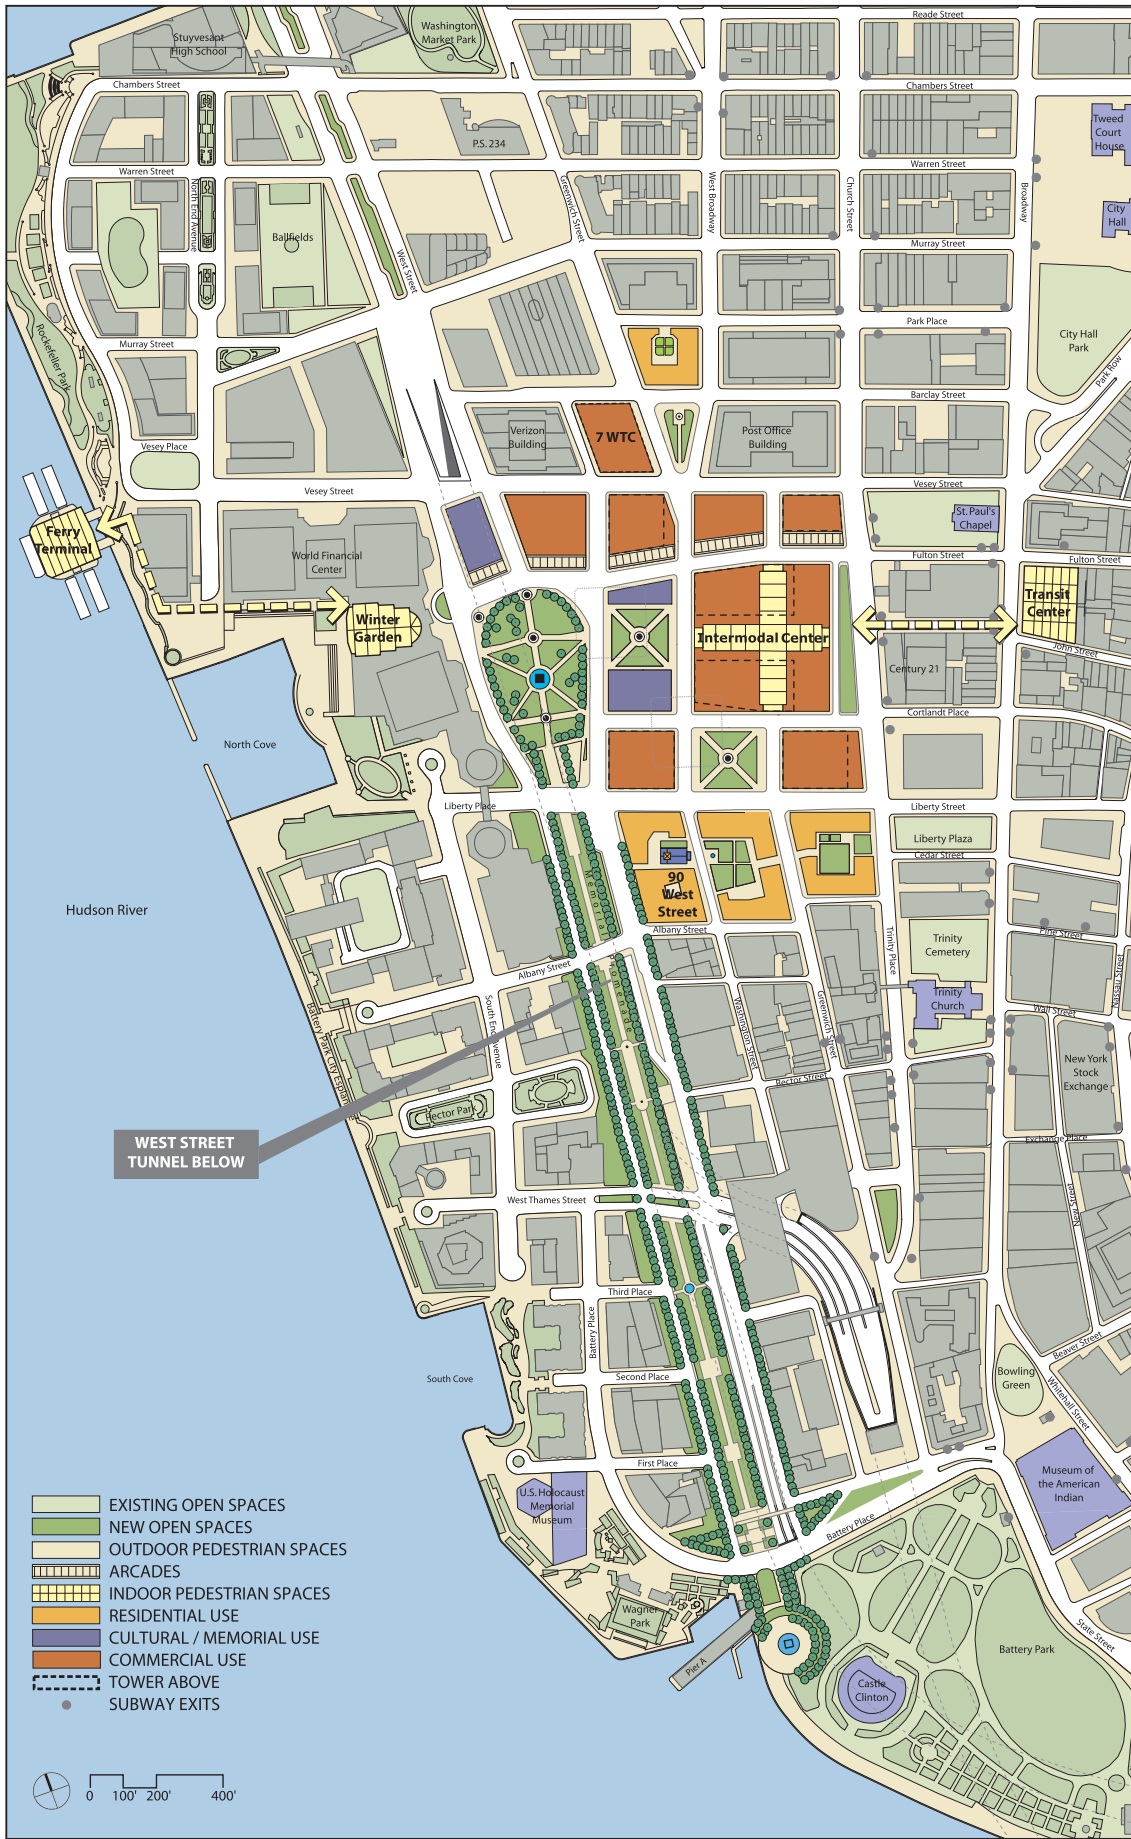 Reade Street
Stuyvesant
High School
Washington
Market Park
Chambers Street
Chambers Street
P.S. 234
Tweed
Court
House
Warren Street
Warren Street
North End Avenue
Greenwich Street
West Broadway
Church Street
Broadway
City
Hall
Ballfields
Murray Street
West Street
Park Place
Rockefeller Park
Murray Street
City Hall
Park
Park Row
Barclay Street
Verizon
Building
7 WTC
Post Office
Building
Vesey Place
Vesey Street
Vesey Street
St. Paul's
Chapel
Ferry
Terminal
World Financial
Center
Fulton Street
Fulton Street
Transit
Center
Winter
Garden
Intermodal Center
John Street
Century 21
Cortlandt Place
North Cove
Liberty Place
Liberty Street
Liberty Plaza
Cedar Street
90
West
Street
Memorial
Promenade
Hudson River
Albany Street
Trinity Place
Pine Street
Trinity
Cemetery
Albany Street
Nassau Street
South End Avenue
Washington Street
Greenwich Street
Trinity
Church
Wall Street
Battery Park City Esplanade
New York
Stock
Exchange
Rector Street
Rector Park
WEST STREET
TUNNEL BELOW
Exchange Place
West Thames Street
New Street
Third Place
Battery Place
Beaver Street
South Cove
Second Place
Bowling
Green
Whitehall Street
First Place
U.S. Holocaust
Memorial
Museum
Museum of
the American
Indian
Battery Place
EXISTING OPEN SPACES
NEW OPEN SPACES
OUTDOOR PEDESTRIAN SPACES
ARCADES
INDOOR PEDESTRIAN SPACES
RESIDENTIAL USE
CULTURAL / MEMORIAL USE
COMMERCIAL USE
TOWER ABOVE
SUBWAY EXITS
Wagner
Park
State Street
Battery Park
Pier A
Castle
Clinton
0 100' 200' 400'